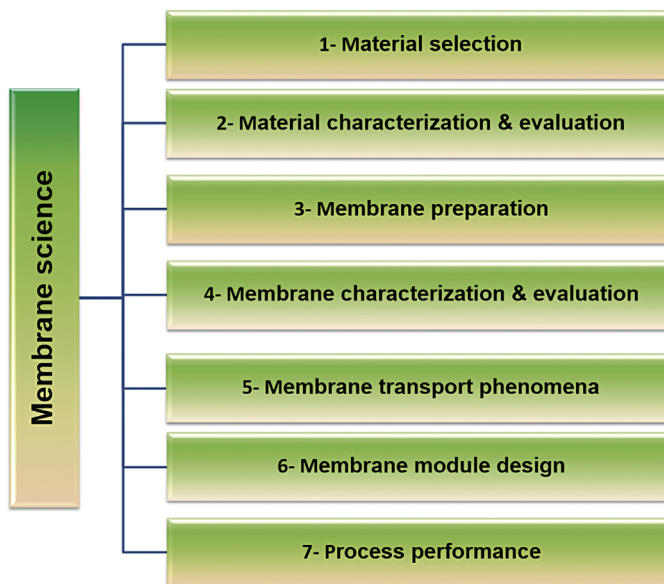 Membrane science
1- Material selection
2- Material characterization & evaluation
3- Membrane preparation
4- Membrane characterization & evaluation
5- Membrane transport phenomena
6- Membrane module design
7- Process performance